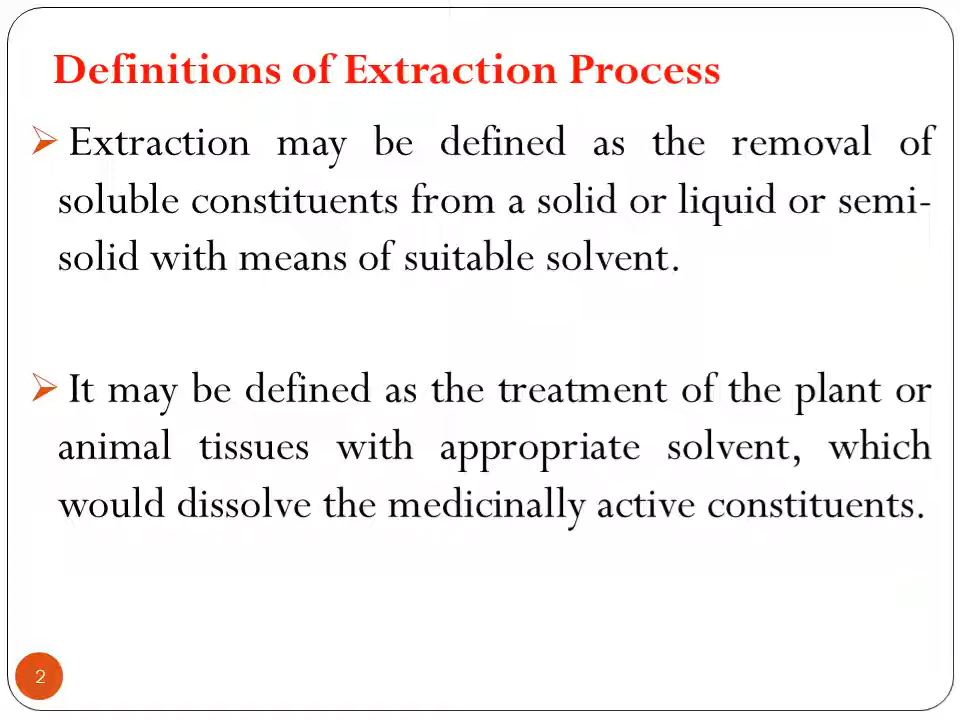 Definitions of Extraction Process
➢ Extraction may be defined as the removal of
soluble constituents from a solid or liquid or semi-
solid with means of suitable solvent.
➢ It may be defined as the treatment of the plant or
animal tissues with appropriate solvent, which
would dissolve the medicinally active constituents.
2